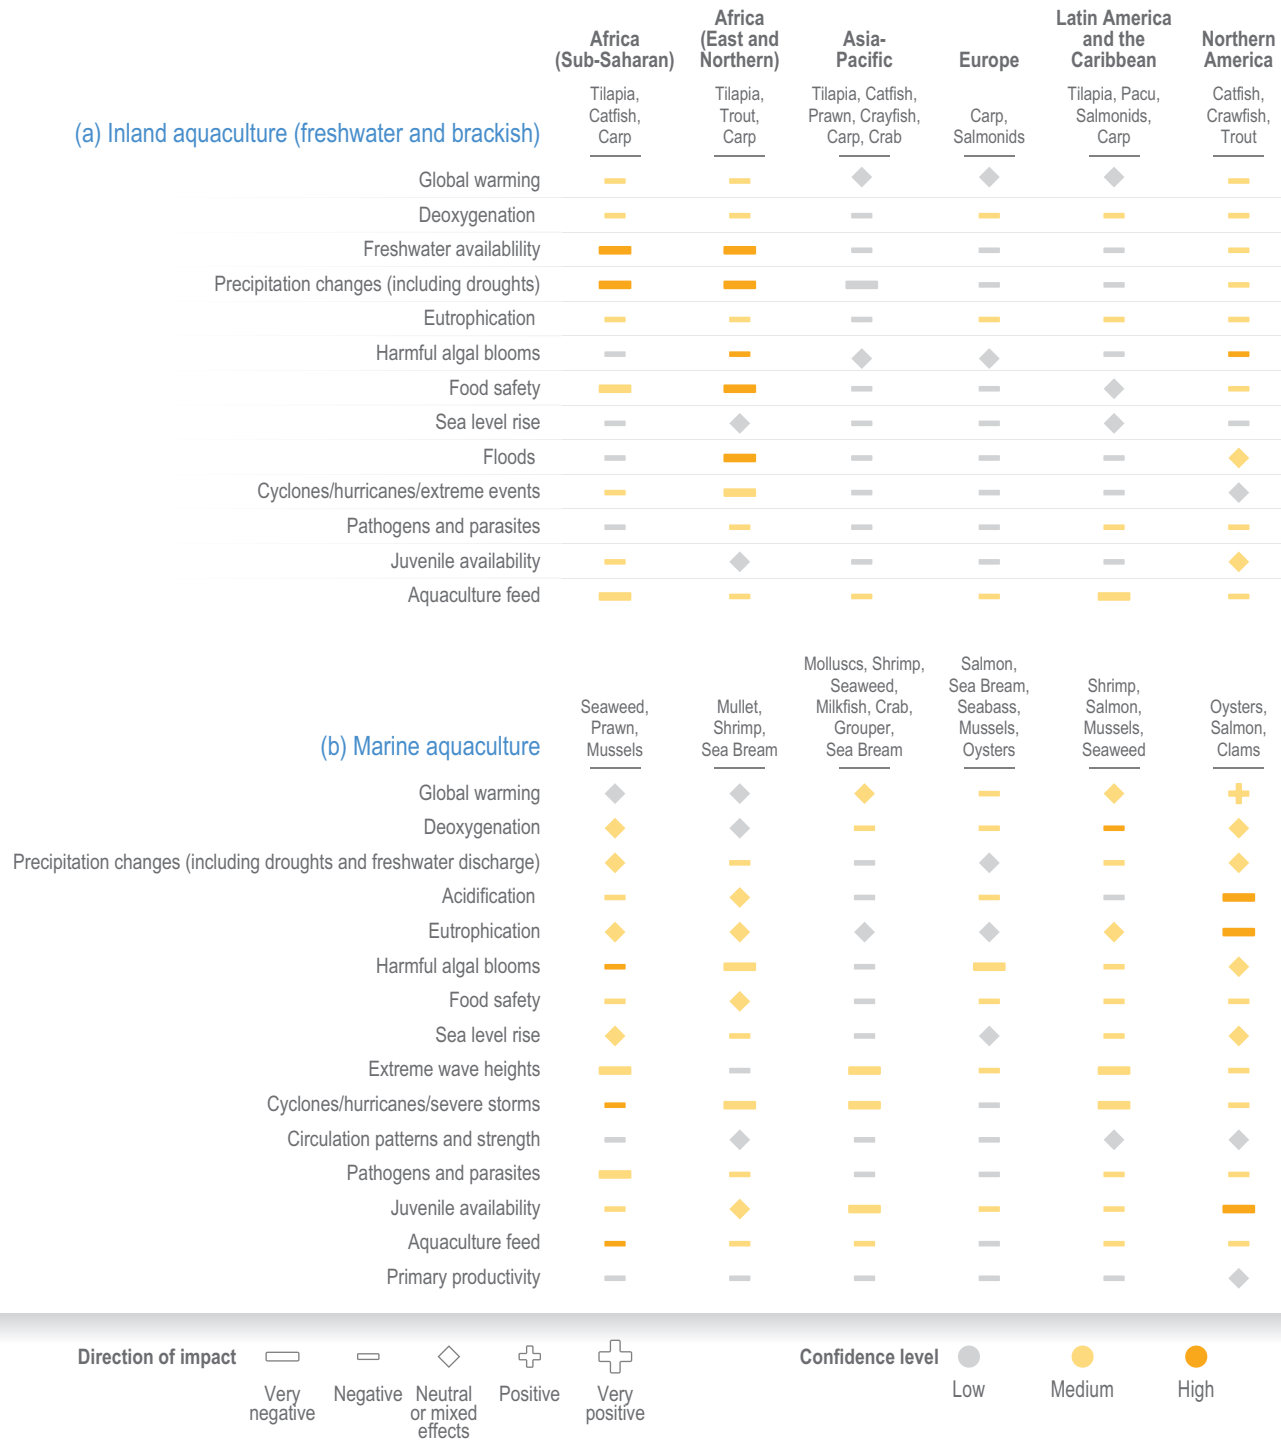 Africa
(Sub-Saharan)
Africa
(East and
Northern)
Asia-
Pacific
Europe
Latin America
and the
Caribbean
Northern
America
(a) Inland aquaculture (freshwater and brackish)
Tilapia,
Catfish,
Carp
Tilapia,
Trout,
Carp
Tilapia, Catfish,
Prawn, Crayfish,
Carp, Crab
Carp,
Salmonids
Tilapia, Pacu,
Salmonids,
Carp
Catfish,
Crawfish,
Trout
Global warming
Deoxygenation
Freshwater availablility
Precipitation changes (including droughts)
Eutrophication
Harmful algal blooms
Food safety
Sea level rise
Floods
Cyclones/hurricanes/extreme events
Pathogens and parasites
Juvenile availability
Aquaculture feed
(b) Marine aquaculture
Seaweed,
Prawn,
Mussels
Mullet,
Shrimp,
Sea Bream
Molluscs, Shrimp,
Seaweed,
Milkfish, Crab,
Grouper,
Sea Bream
Salmon,
Sea Bream,
Seabass,
Mussels,
Oysters
Shrimp,
Salmon,
Mussels,
Seaweed
Oysters,
Salmon,
Clams
Global warming
Deoxygenation
Precipitation changes (including droughts and freshwater discharge)
Acidification
Eutrophication
Harmful algal blooms
Food safety
Sea level rise
Extreme wave heights
Cyclones/hurricanes/severe storms
Circulation patterns and strength
Pathogens and parasites
Juvenile availability
Aquaculture feed
Primary productivity
Direction of impact
Very
negative
Negative
Neutral
or mixed
effects
Positive
Very
positive
Confidence level
Low
Medium
High